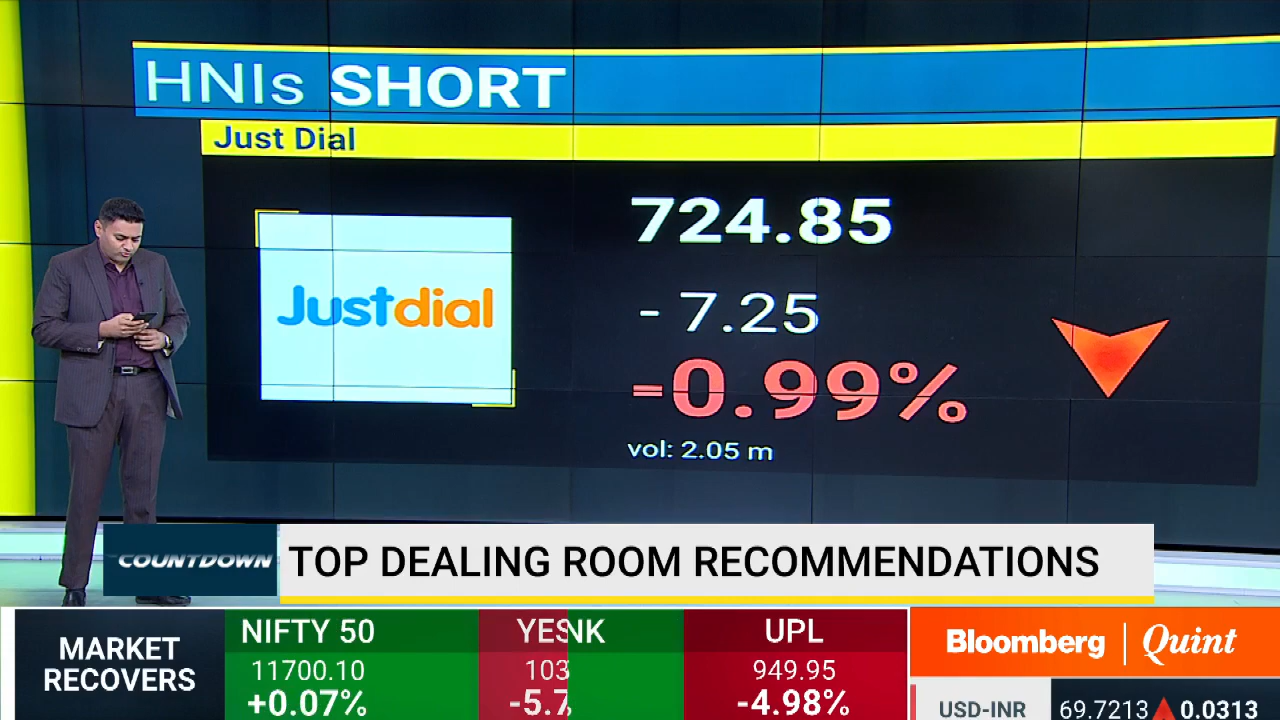 HNIs SHORT
Just Dial
Justdial
724.85
- 7.25
-0.99%
vol: 2.05 m
COUNTDOWN
TOP DEALING ROOM RECOMMENDATIONS
MARKET
RECOVERS
NIFTY 50
11700.10
+0.07%
UPL
949.95
-4.98%
Bloomberg | Quint
USD-INR
69.7213
0.0313